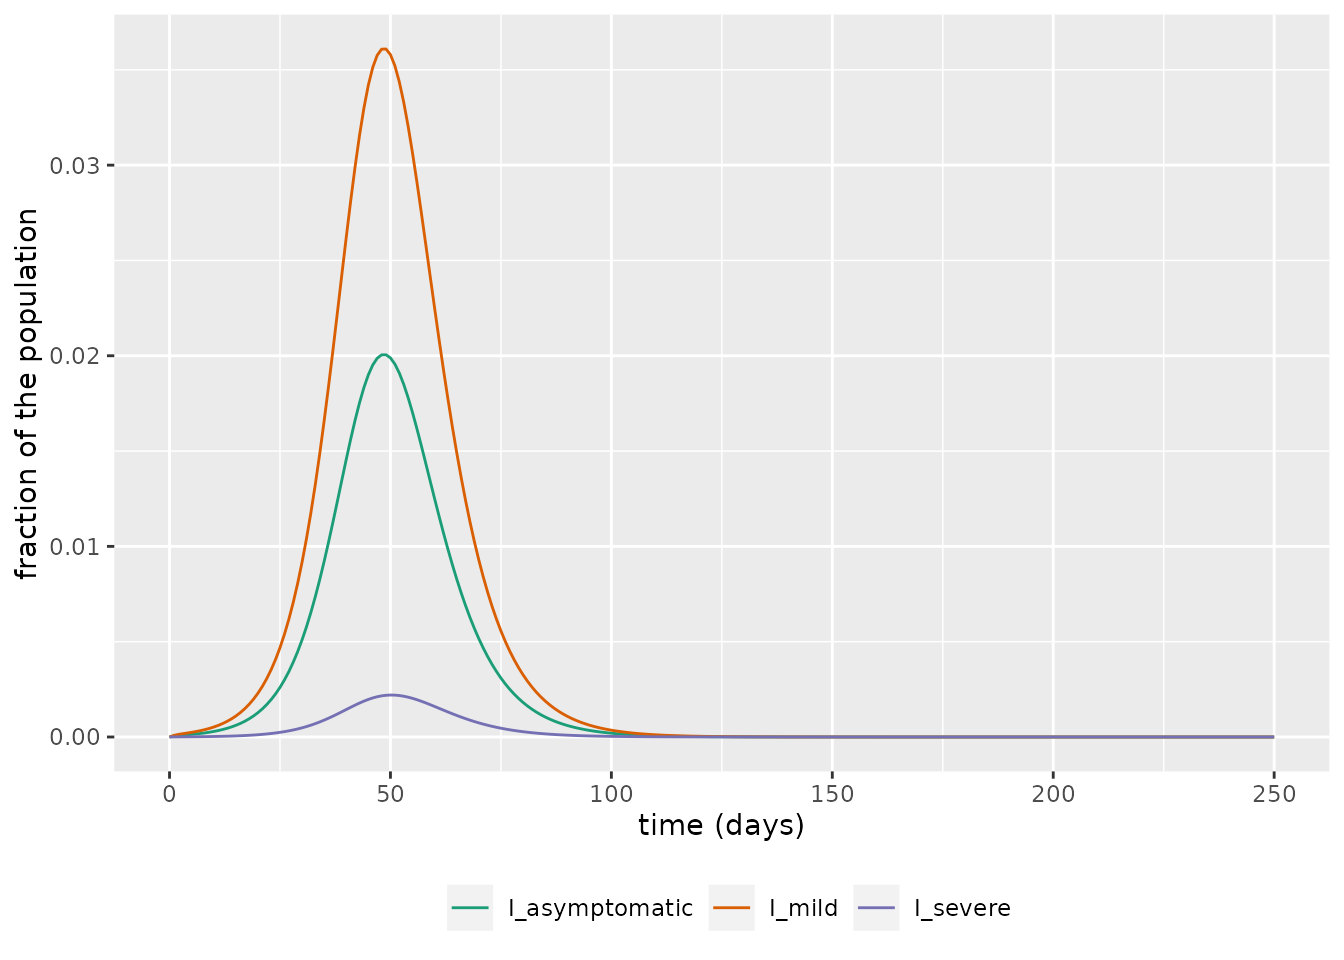 fraction of the population
0.03
0.02
0.01
0.00
0 50 100 150 200 250
time (days)
I_asymptomatic I_mild I_severe